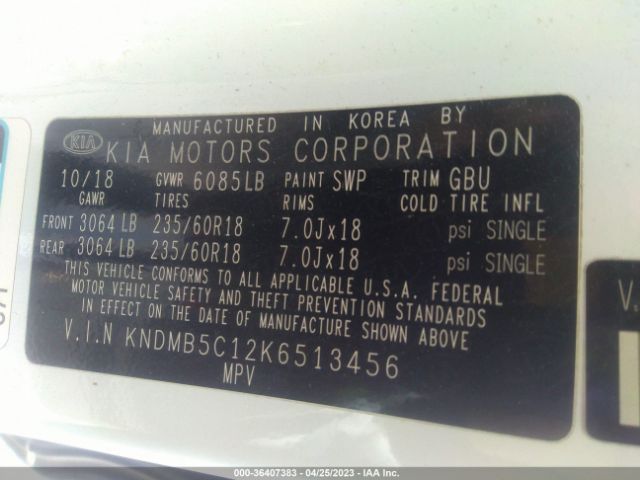 MANUFACTURED IN KOREA BY
KIA KIA MOTORS CORPORATION
10/18 GVWR 6085LB PAINT SWP TRIM GBU
GAWR TIRES RIMS COLD TIRE INFL
FRONT 3064 LB 235/60R18 7.0Jx18 psi SINGLE
REAR 3064 LB 235/60R18 7.0Jx18 psi SINGLE
THIS VEHICLE CONFORMS TO ALL APPLICABLE U.S.A. FEDERAL
MOTOR VEHICLE SAFETY AND THEFT PREVENTION STANDARDS
IN EFFECT ON THE DATE OF MANUFACTURE SHOWN ABOVE
V.I.N KNDMB5C12K6513456
MPV
V.
000-36407383 - 04/25/2023 - IAA Inc.